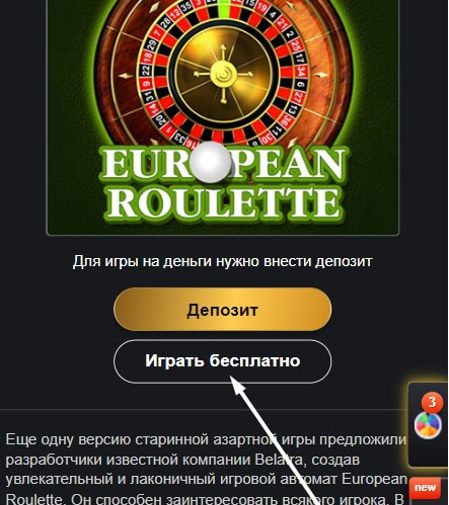 EUROPEAN
ROULETTE
Для игры на деньги нужно внести депозит
Депозит
Играть бесплатно
3
Еще одну версию старинной азартной игры предложили
разработчики известной компании Belatra, создав
увлекательный и лаконичный игровой автомат European
new
Roulette. Он способен заинтересовать всякого игрока. В